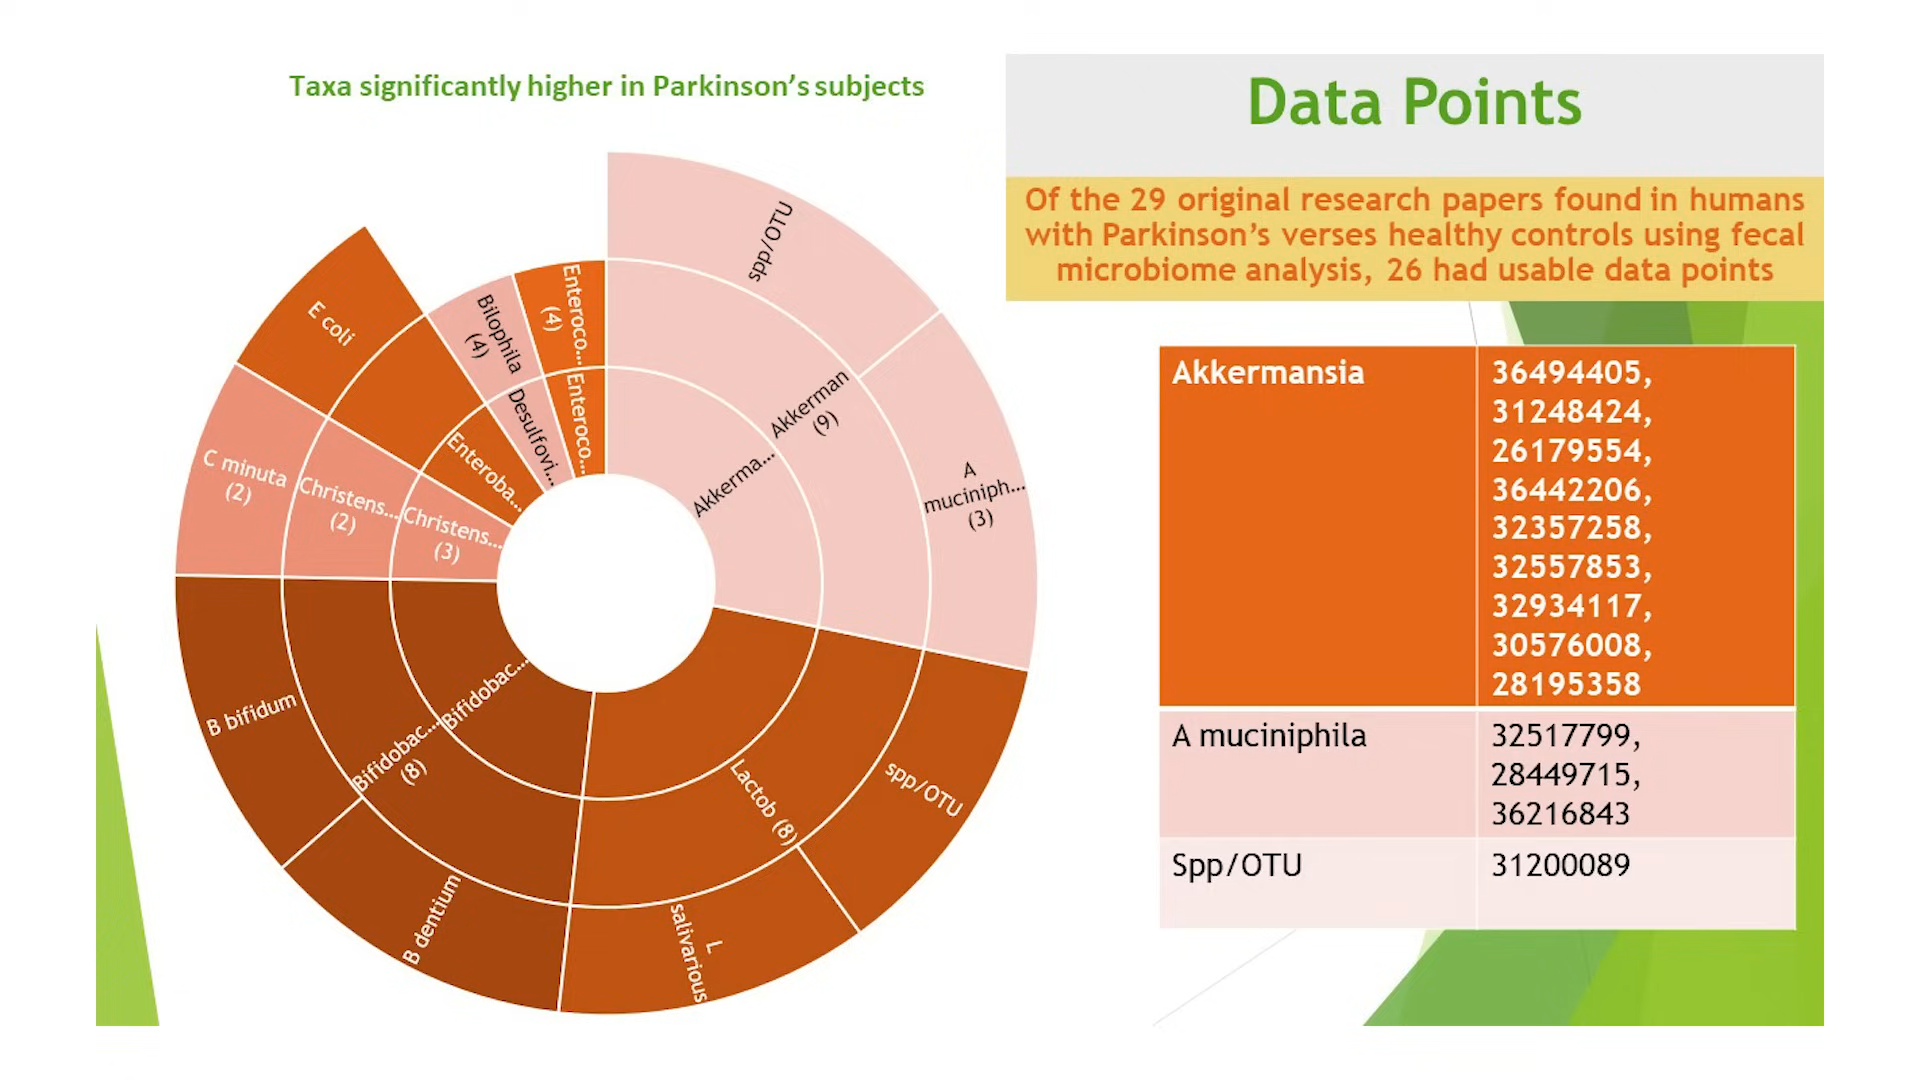 Taxa significantly higher in Parkinson's subjects
spp/OTU
Akkerman
(9)
Akkerma...
A
muciniph...
(3)
spp/OTU
Lactob (8)
L
salivarious
B dentium
B bifidum
Bifidobac...
(8)
Bifidobac...
C minuta
(2)
Christens...
(2)
Christens...
(3)
E coli
Enteroba...
Bilophila
(4)
Desulfovi...
Enteroco...
(4)
Enteroco...
Data Points
Of the 29 original research papers found in humans
with Parkinson's verses healthy controls using fecal
microbiome analysis, 26 had usable data points
Akkermansia
36494405,
31248424,
26179554,
36442206,
32357258,
32557853,
32934117,
30576008,
28195358
A muciniphila
32517799,
28449715,
36216843
Spp/OTU
31200089